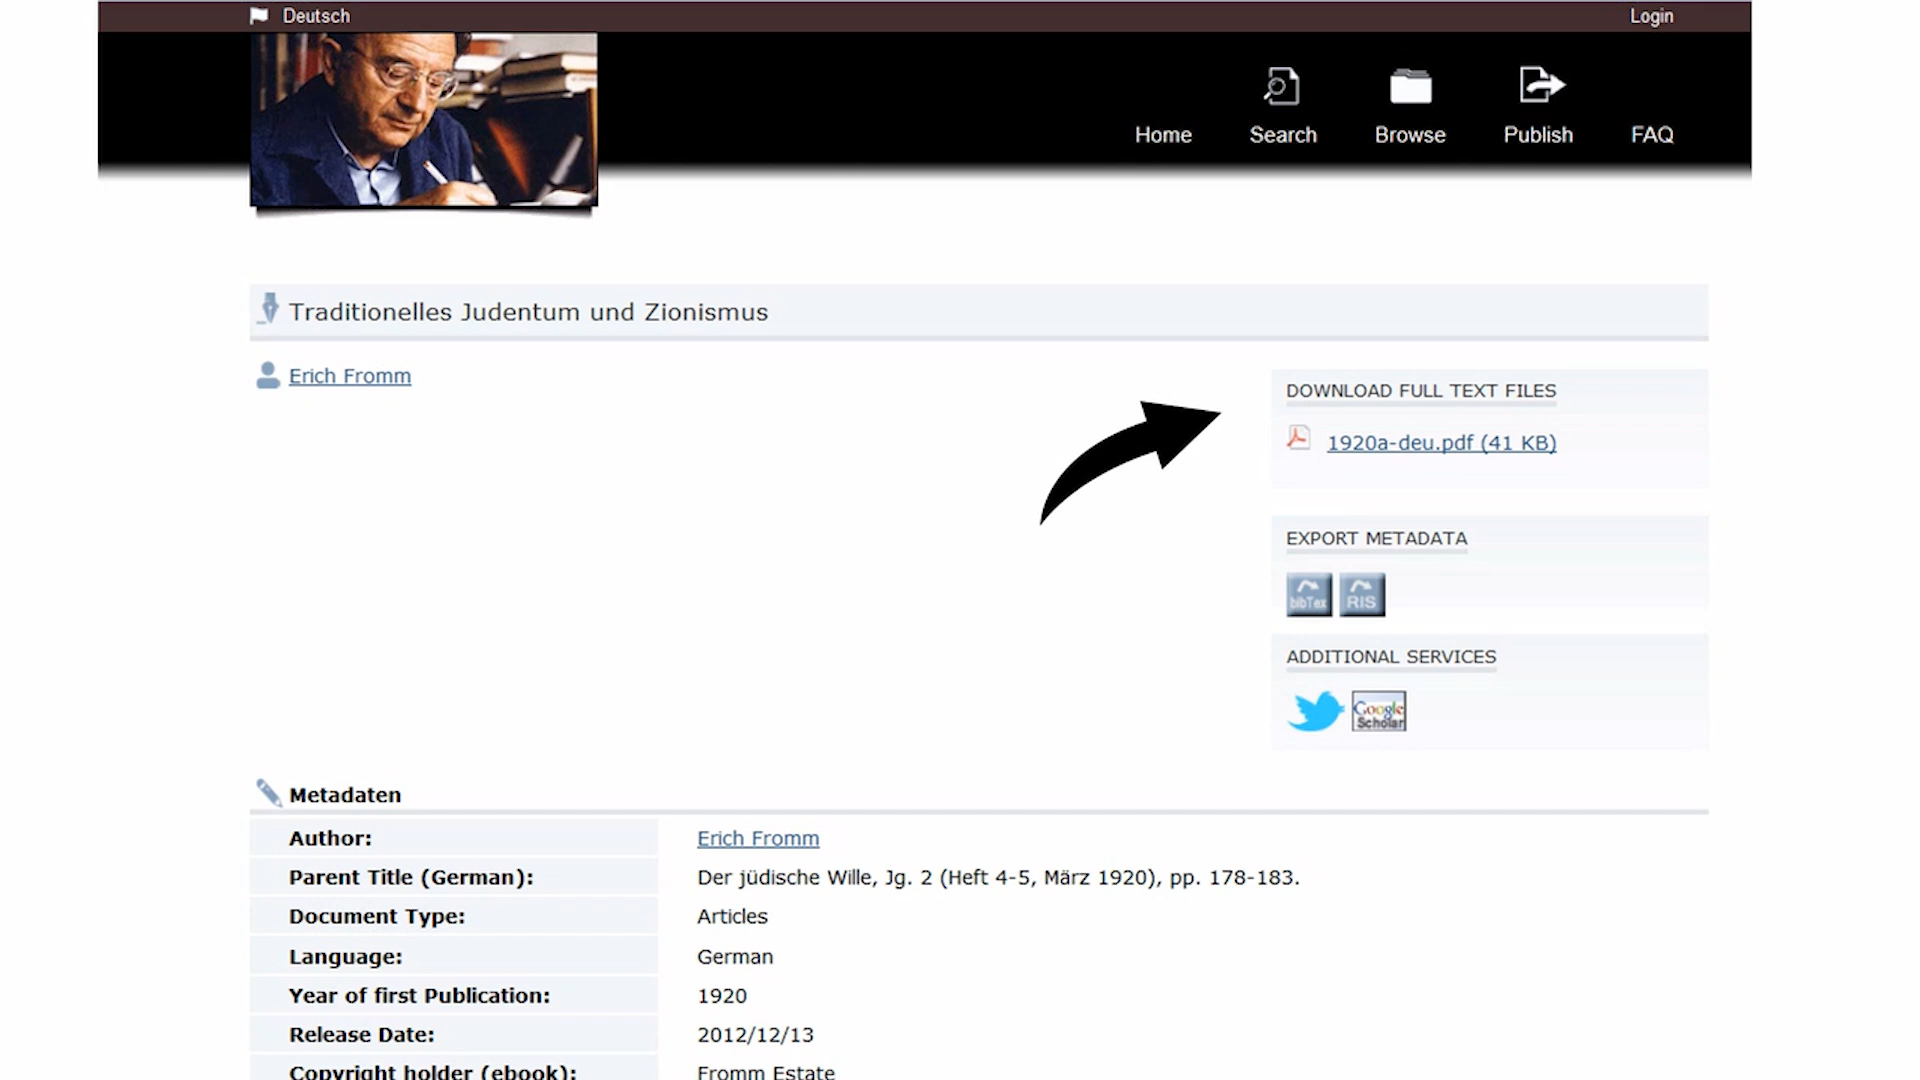 Deutsch
Login
Home
Search
Browse
Publish
FAQ
Traditionelles Judentum und Zionismus
Erich Fromm
DOWNLOAD FULL TEXT FILES
1920a-deu.pdf (41 KB)
EXPORT METADATA
bibTex
RIS
ADDITIONAL SERVICES
Google
Scholar
Metadaten
Author: Erich Fromm
Parent Title (German): Der jüdische Wille, Jg. 2 (Heft 4-5, März 1920), pp. 178-183.
Document Type: Articles
Language: German
Year of first Publication: 1920
Release Date: 2012/12/13
Copyright holder (ebook): Fromm Estate